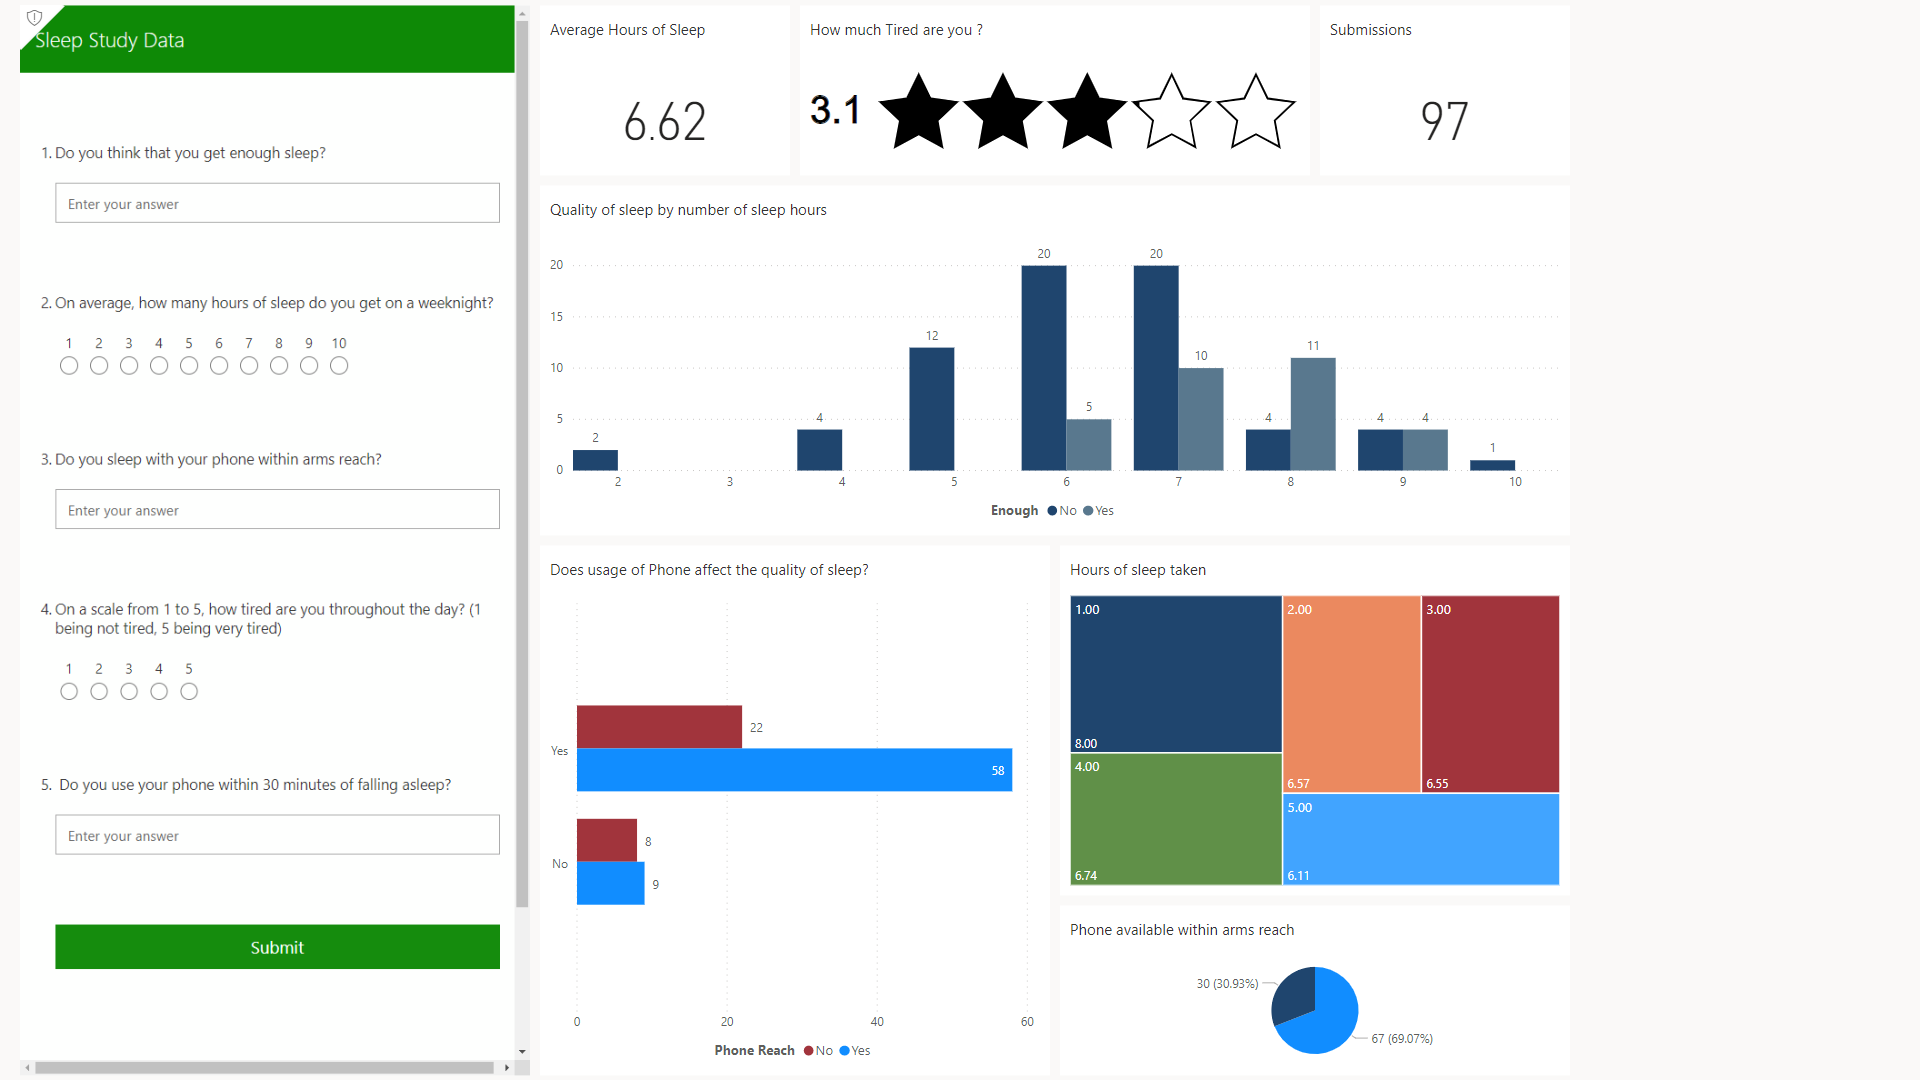 Sleep Study Data
1. Do you think that you get enough sleep?
Enter your answer
2. On average, how many hours of sleep do you get on a weeknight?
1 2 3 4 5 6 7 8 9 10
3. Do you sleep with your phone within arms reach?
Enter your answer
4. On a scale from 1 to 5, how tired are you throughout the day? (1
being not tired, 5 being very tired)
1 2 3 4 5
5. Do you use your phone within 30 minutes of falling asleep?
Enter your answer
Submit
Average Hours of Sleep
6.62
How much Tired are you ?
3.1
Submissions
97
Quality of sleep by number of sleep hours
20
15
10
5
0
2
4
12
20
5
20
10
4
11
4
4
1
2 3 4 5 6 7 8 9 10
Enough No Yes
Does usage of Phone affect the quality of sleep?
Yes
22
58
No
8
9
0 20 40 60
Phone Reach No Yes
Hours of sleep taken
1.00
8.00
2.00
6.57
3.00
6.55
4.00
6.74
5.00
6.11
Phone available within arms reach
30 (30.93%)
67 (69.07%)